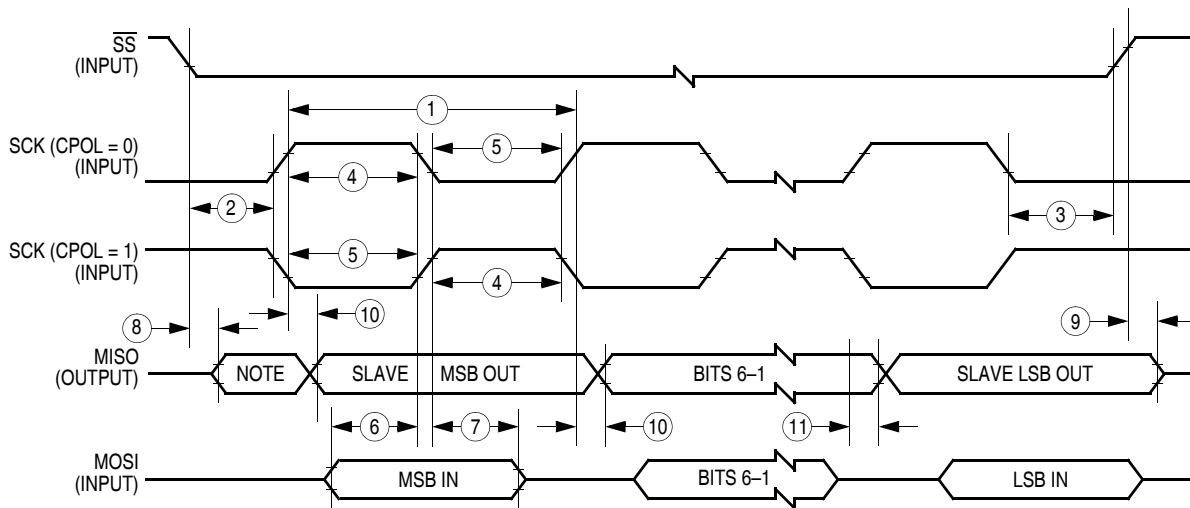 SS
(INPUT)
1
SCK (CPOL = 0)
(INPUT)
5
4
2
3
SCK (CPOL = 1)
(INPUT)
5
4
8
10
9
MISO
(OUTPUT)
NOTE
SLAVE MSB OUT
BITS 6–1
SLAVE LSB OUT
6
7
10
11
MOSI
(INPUT)
MSB IN
BITS 6–1
LSB IN